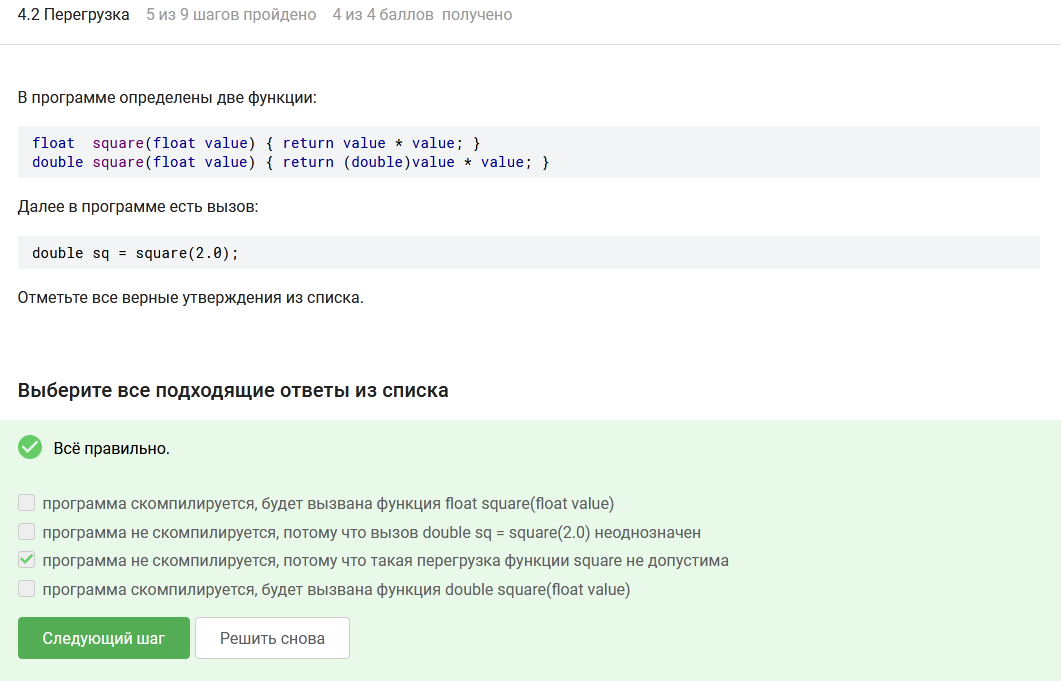 4.2 Перегрузка 5 из 9 шагов пройдено 4 из 4 баллов получено
В программе определены две функции:
float  square(float value) { return value * value; }
double square(float value) { return (double)value * value; }
Далее в программе есть вызов:
double sq = square(2.0);
Отметьте все верные утверждения из списка.
Выберите все подходящие ответы из списка
Всё правильно.
программа скомпилируется, будет вызвана функция float square(float value)
программа не скомпилируется, потому что вызов double sq = square(2.0) неоднозначен
программа не скомпилируется, потому что такая перегрузка функции square не допустима
программа скомпилируется, будет вызвана функция double square(float value)
Следующий шаг Решить снова